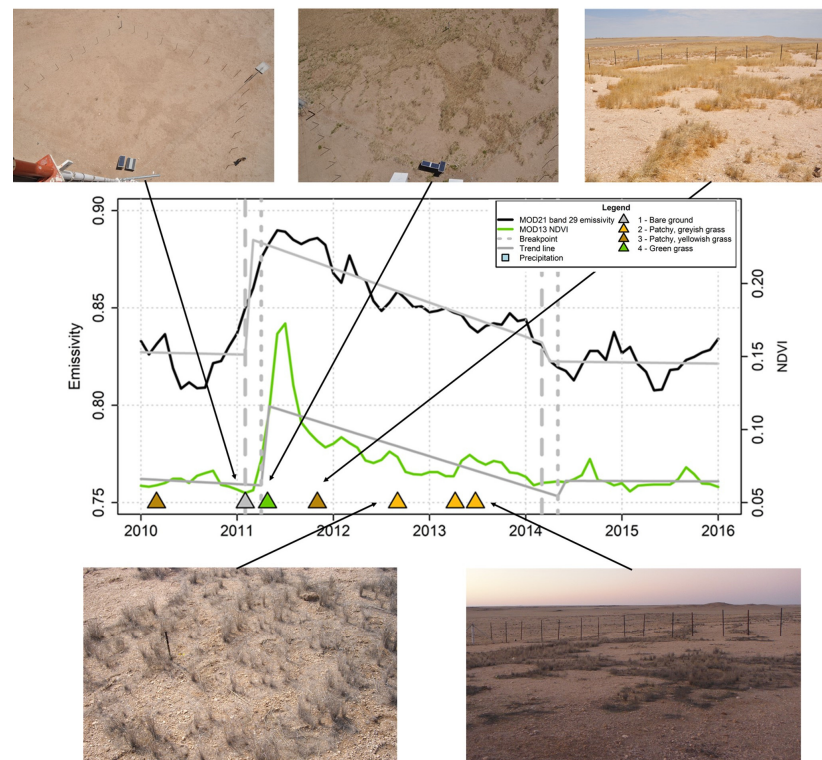 Legend
MOD21 band 29 emissivity
MOD13 NDVI
Breakpoint
Trend line
Precipitation
1 - Bare ground
2 - Patchy, greyish grass
3 - Patchy, yellowish grass
4 - Green grass
Emissivity
0.90
0.85
0.80
0.75
NDVI
0.20
0.15
0.10
0.05
2010 2011 2012 2013 2014 2015 2016